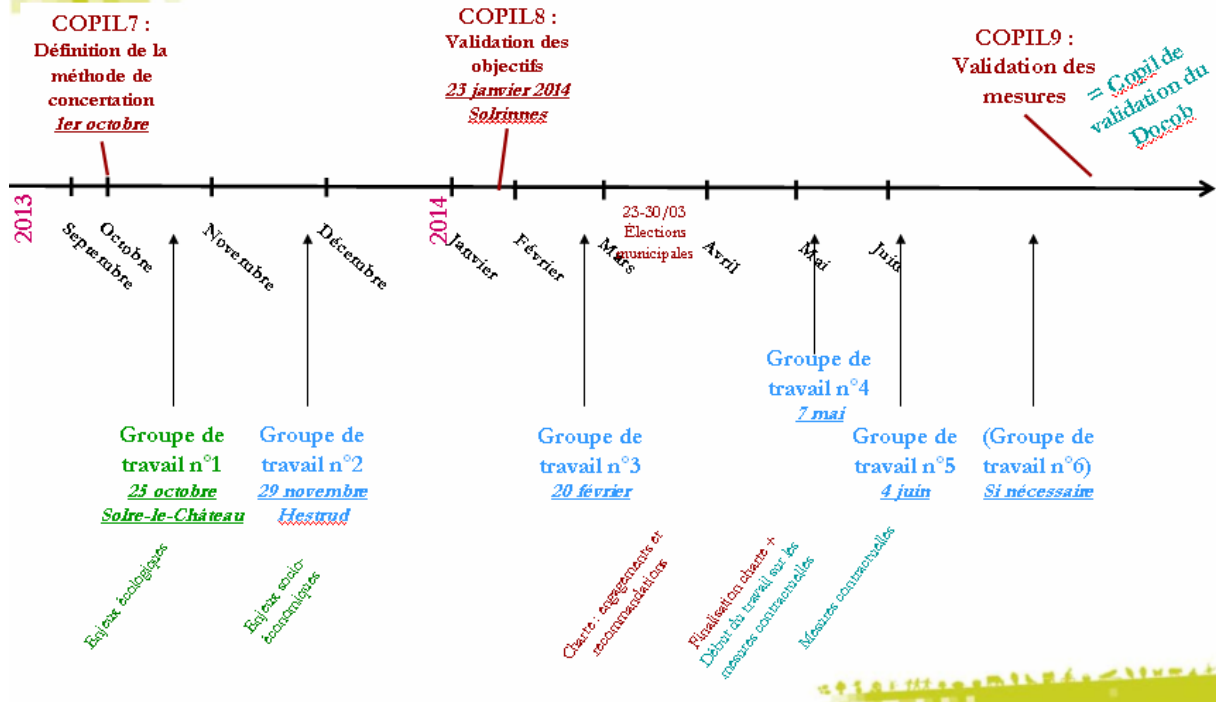 COPIL7 :
Définition de la
méthode de
concertation
1er octobre
COPIL8 :
Validation des
objectifs
23 janvier 2014
Solrinnes
COPIL9 :
Validation des
mesures
= Copil de
validation du
Docob
2013
Septembre
Octobre
Novembre
Décembre
2014
Janvier
Février
Mars
23-30/03
Élections
municipales
Avril
Mai
Juin
Groupe de
travail n°1
25 octobre
Solre-le-Château
Groupe de
travail n°2
29 novembre
Hestrud
Groupe de
travail n°3
20 février
Groupe de
travail n°4
7 mai
Groupe de
travail n°5
4 juin
(Groupe de
travail n°6)
Si nécessaire
Enjeux écologiques
Enjeux socio-
économiques
Charte : engagements et
recommandations
Finalisation charte +
Début du travail sur les
mesures contractuelles
Mesures contractuelles